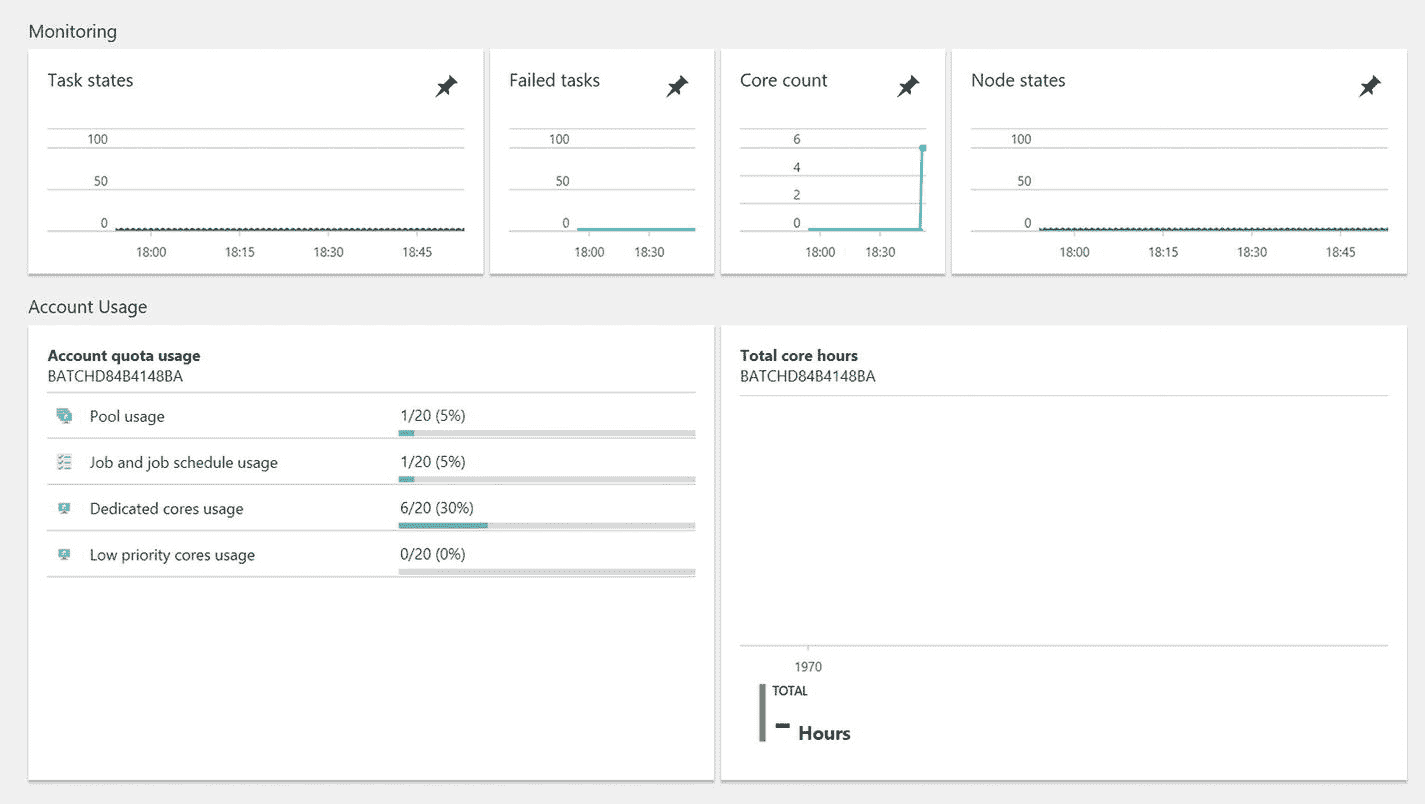 Monitoring
Task states
100
50
0
18:00 18:15 18:30 18:45
Failed tasks
100
50
0
18:00 18:30
Core count
6
4
2
0
18:00 18:30
Node states
100
50
0
18:00 18:15 18:30 18:45
Account Usage
Account quota usage
BATCHD84B4148BA
Pool usage 1/20 (5%)
Job and job schedule usage 1/20 (5%)
Dedicated cores usage 6/20 (30%)
Low priority cores usage 0/20 (0%)
Total core hours
BATCHD84B4148BA
1970
TOTAL
- Hours